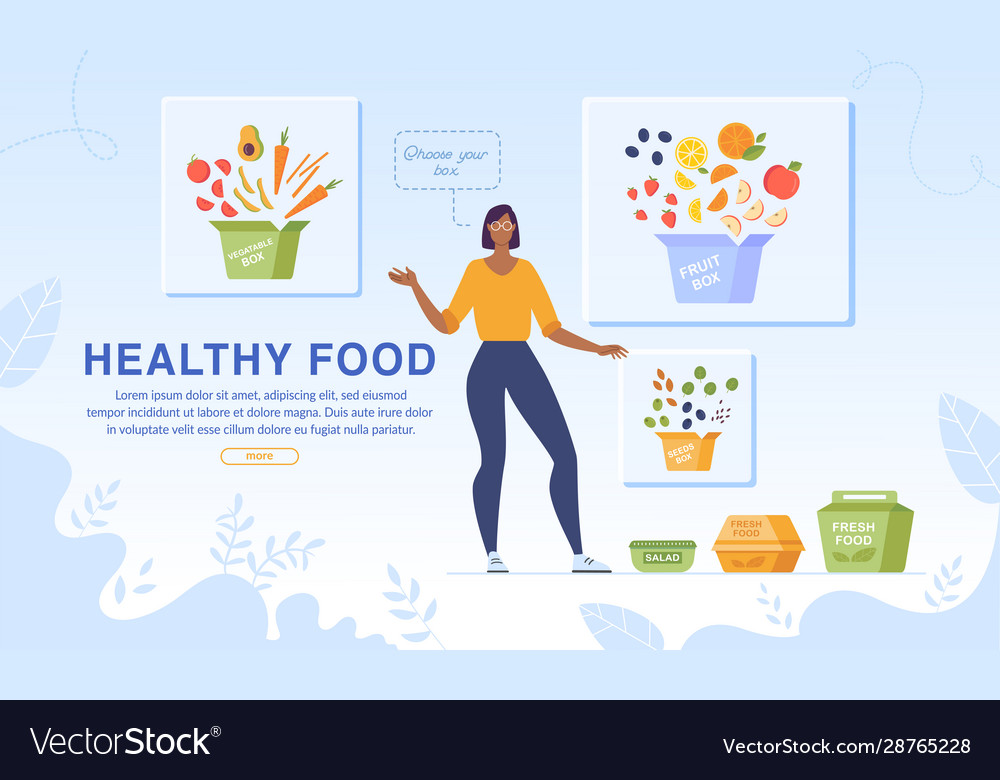 Choose your
box
VEGATABLE
BOX
FRUIT
BOX
HEALTHY FOOD
Lorem ipsum dolor sit amet, adipiscing elit, sed eiusmod
tempor incididunt ut labore et dolore magna. Duis aute irure dolor
in voluptate velit esse cillum dolore eu fugiat nulla pariatur.
more
SEEDS
BOX
SALAD
FRESH
FOOD
FRESH
FOOD
VectorStock®
VectorStock.com/28765228